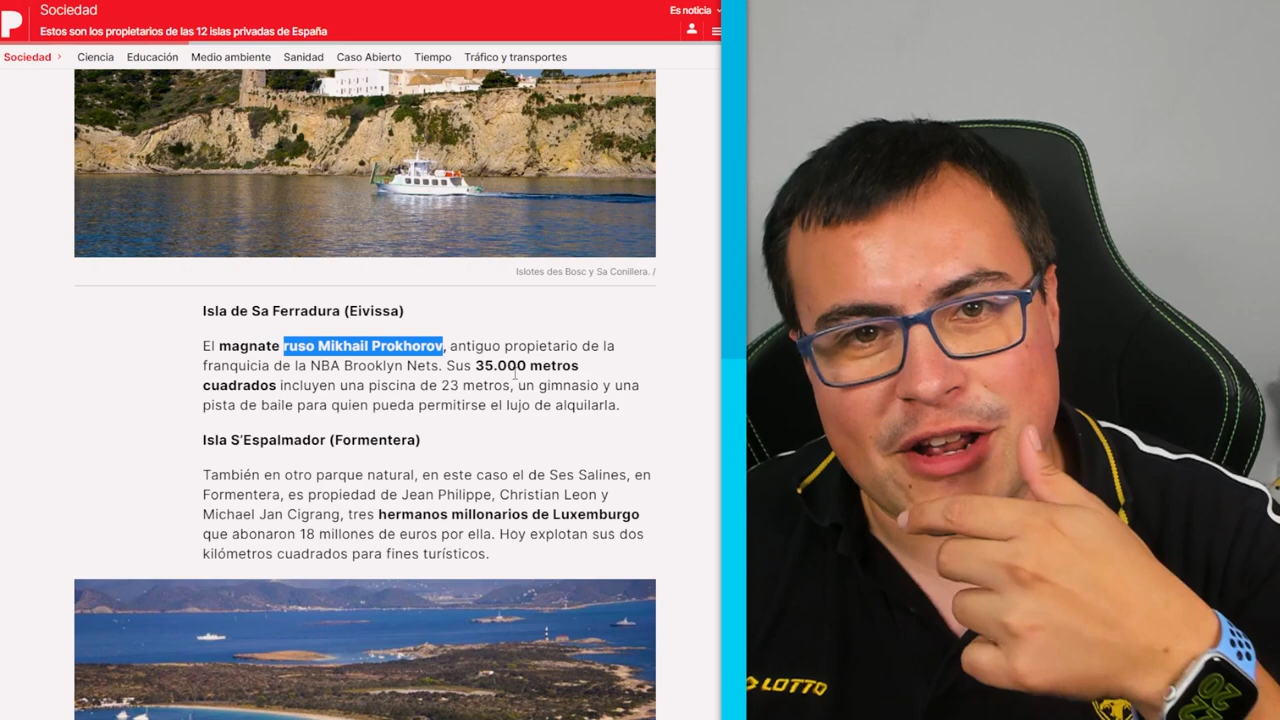 Sociedad
Es noticia
Estos son los propietarios de las 12 islas privadas de España
Sociedad
Ciencia
Educación
Medio ambiente
Sanidad
Caso Abierto
Tiempo
Tráfico y transportes
Islotes des Bosc y Sa Conillera. /
Isla de Sa Ferradura (Eivissa)
El magnate ruso Mikhail Prokhorov, antiguo propietario de la
franquicia de la NBA Brooklyn Nets. Sus 35.000 metros
cuadrados incluyen una piscina de 23 metros, un gimnasio y una
pista de baile para quien pueda permitirse el lujo de alquilarla.
Isla S'Espalmador (Formentera)
También en otro parque natural, en este caso el de Ses Salines, en
Formentera, es propiedad de Jean Philippe, Christian Leon y
Michael Jan Cigrang, tres hermanos millonarios de Luxemburgo
que abonaron 18 millones de euros por ella. Hoy explotan sus dos
kilómetros cuadrados para fines turísticos.
LOTTO